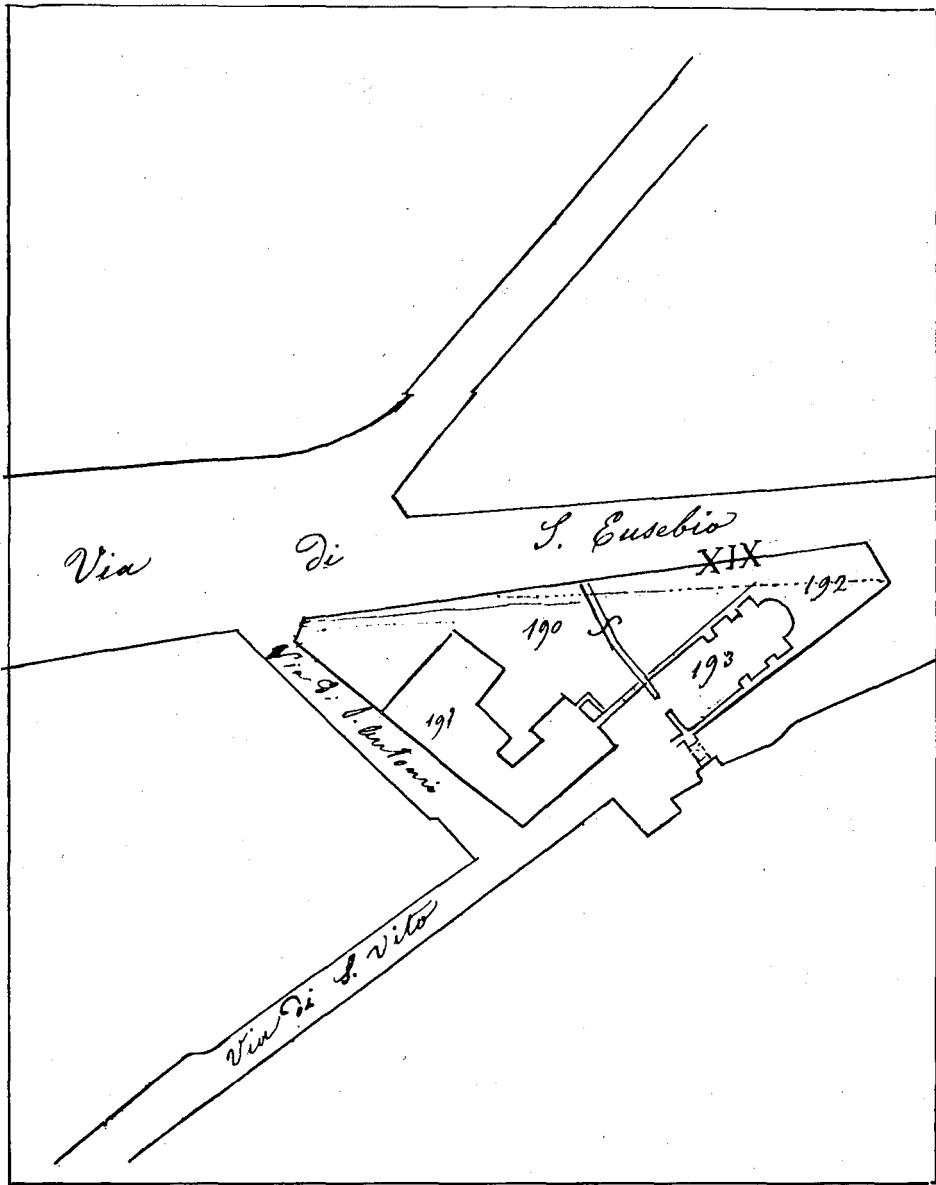 Via di S. Eusebio
XIX
192
190
193
191
Via di S. Antonio
Via di S. Vito